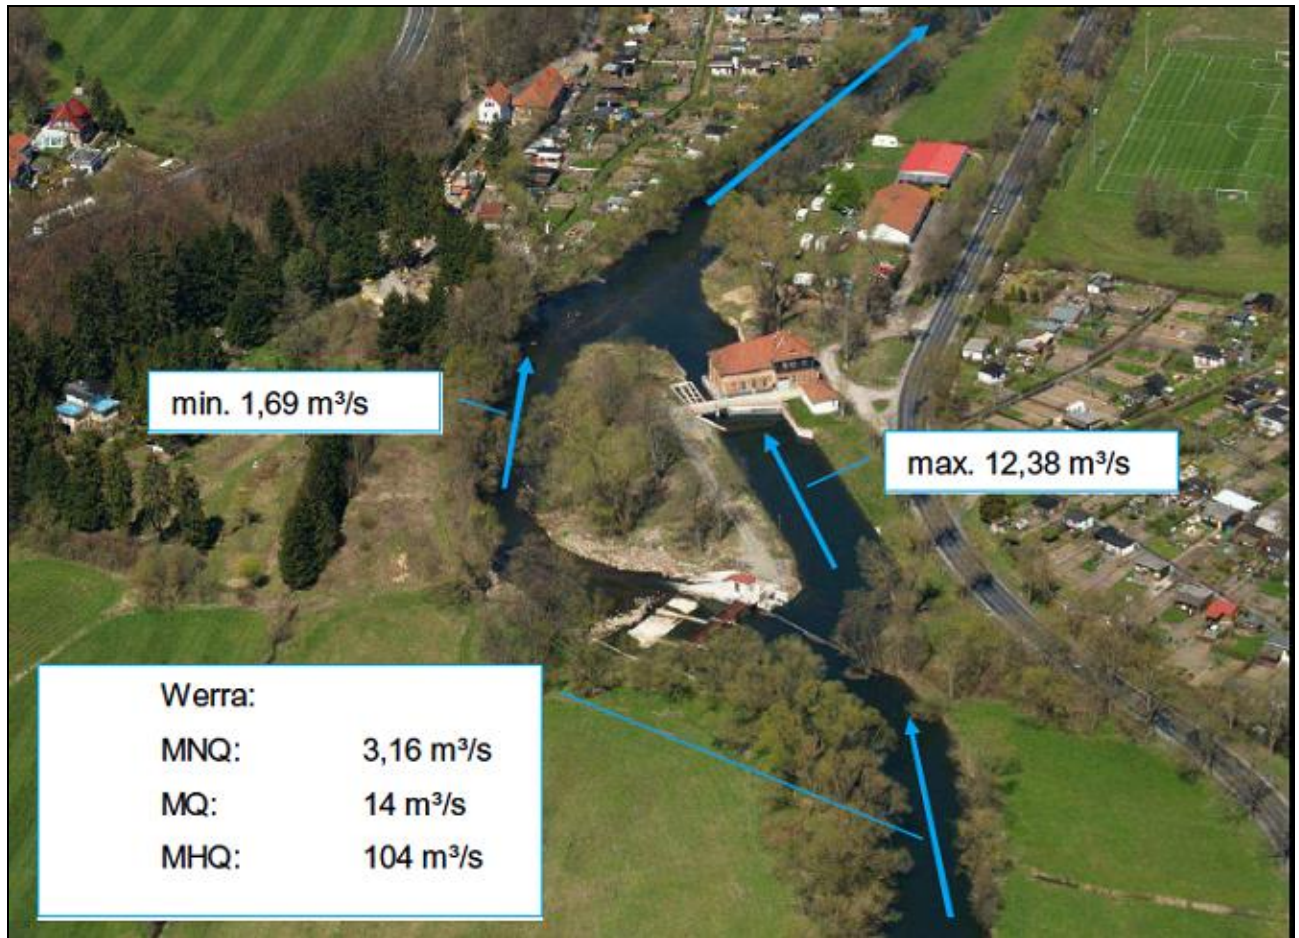 min. 1,69 m³/s
max. 12,38 m³/s
Werra:
MNQ: 3,16 m³/s
MQ: 14 m³/s
MHQ: 104 m³/s